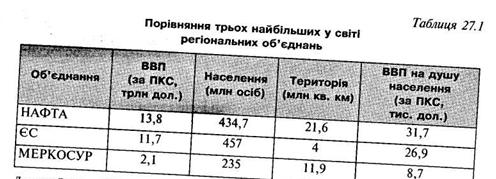 Таблиця 27.1
Порівняння трьох найбільших у світі
регіональних об'єднань
Об'єднання ВВП (за ПКС, трлн дол.) Населення (млн осіб) Територія (млн кв. км) ВВП на душу населення (за ПКС, тис. дол.)
НАФТА 13,8 434,7 21,6 31,7
ЄС 11,7 457 4 26,9
МЕРКОСУР 2,1 235 11,9 8,7